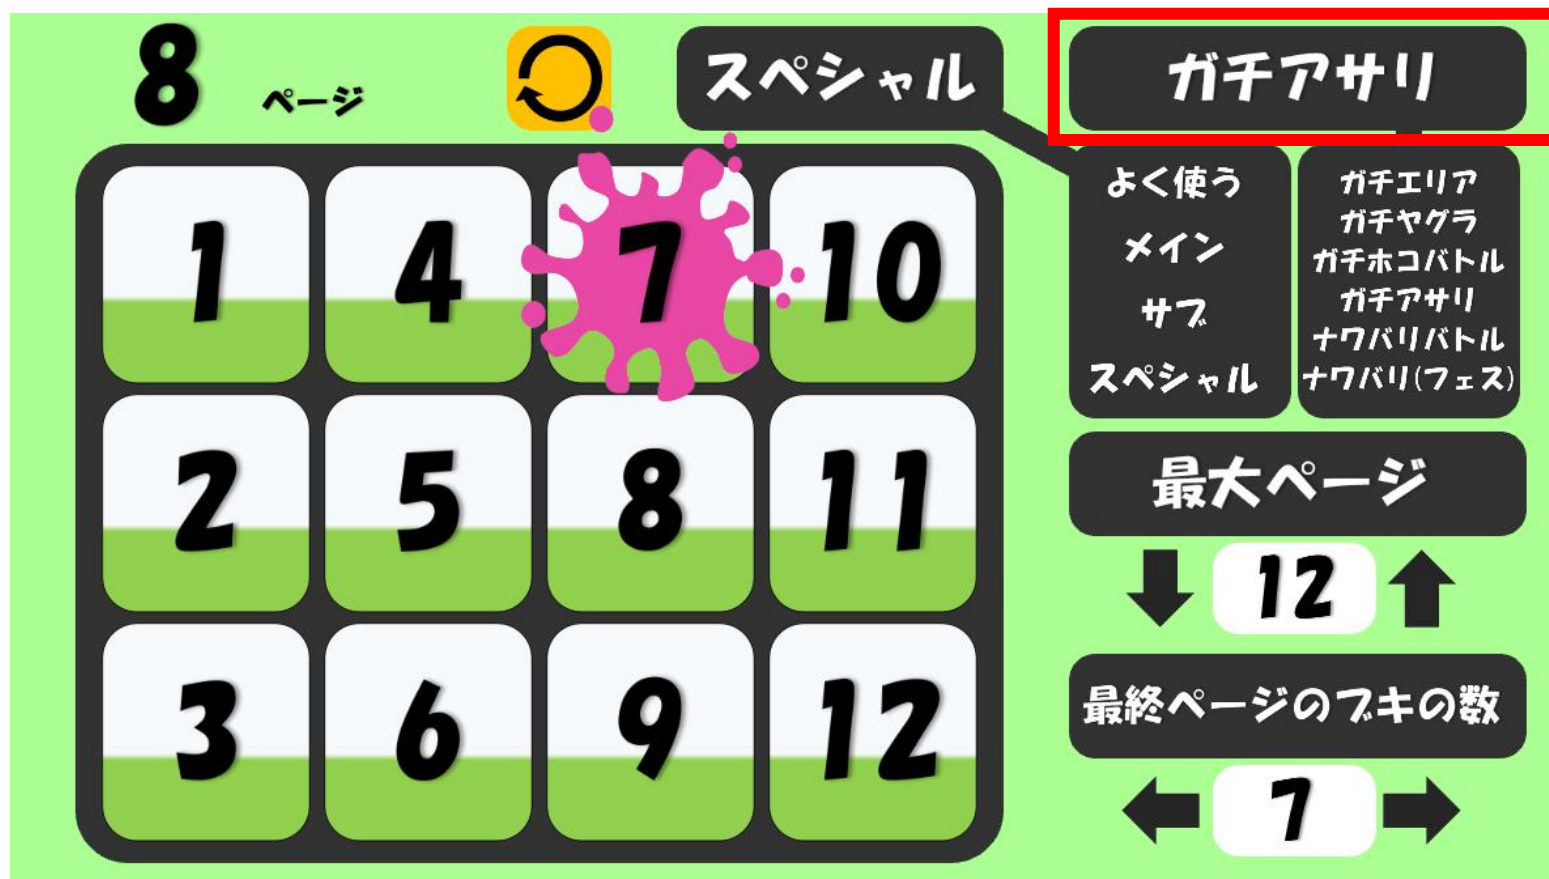 8 ページ
スペシャル
ガチアサリ
1 4 7 10
2 5 8 11
3 6 9 12
よく使う
メイン
サブ
スペシャル
ガチエリア
ガチヤグラ
ガチホコバトル
ガチアサリ
ナワバリバトル
ナワバリ(フェス)
最大ページ
12
最終ページのブキの数
7